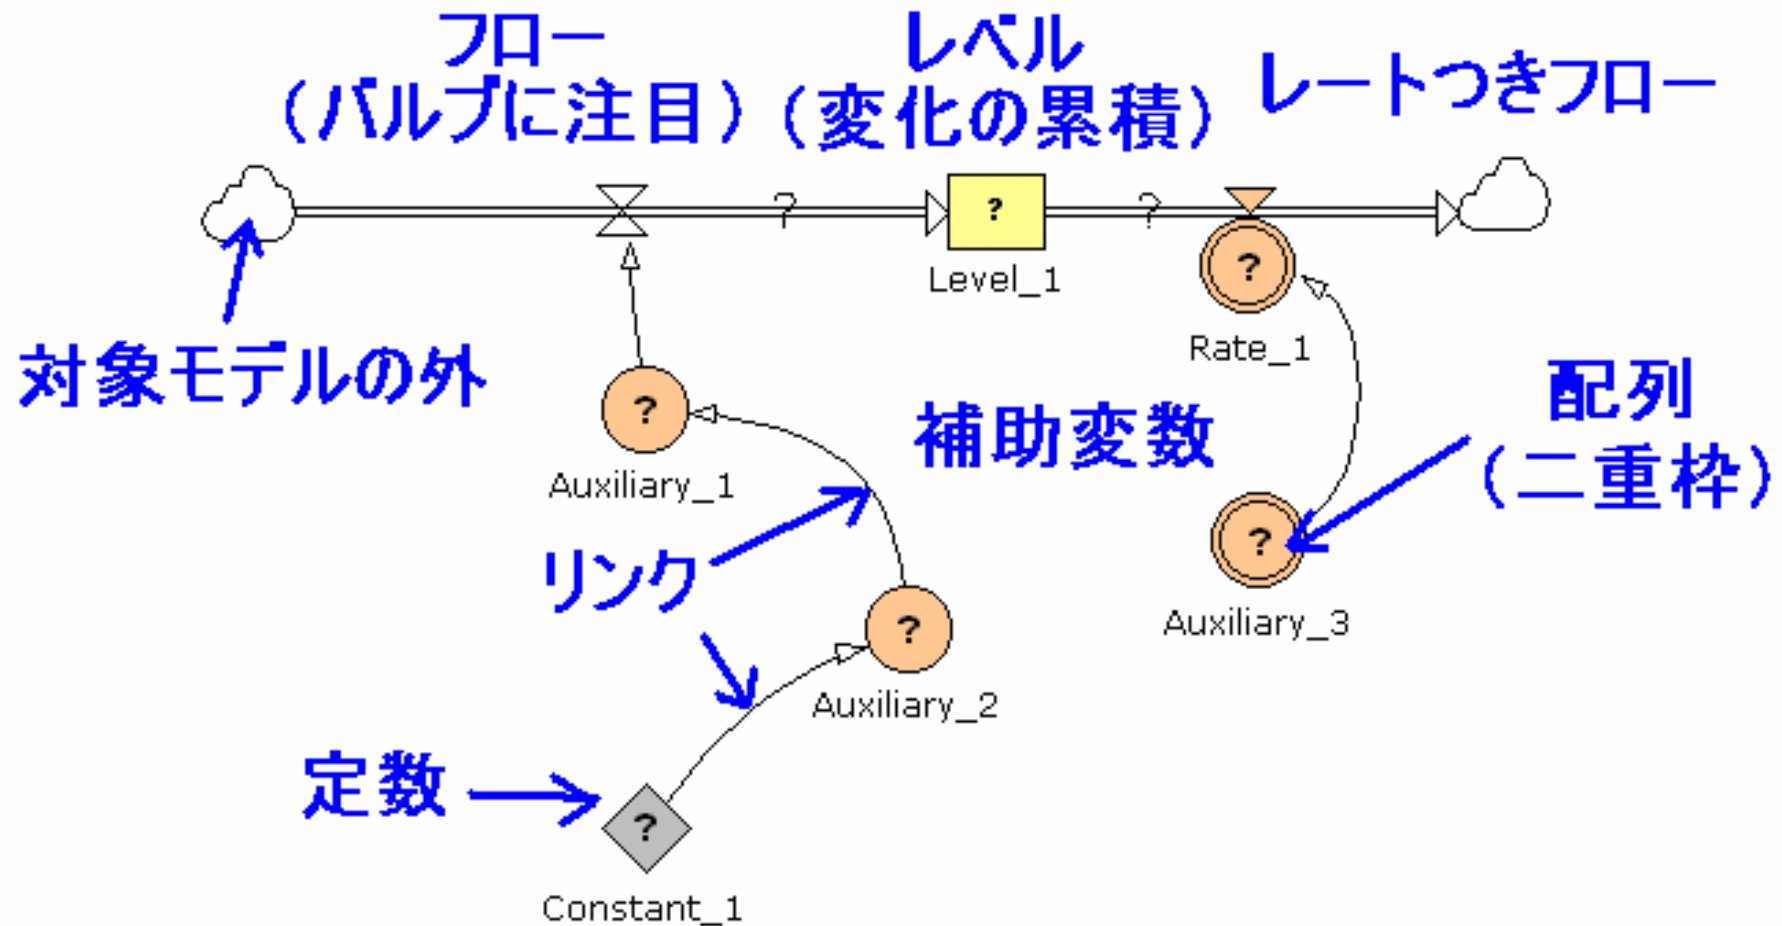 フロー
(バルブに注目)
レベル
(変化の累積)
レートつきフロー
?
?
?
Level_1
?
Rate_1
対象モデルの外
?
Auxiliary_1
補助変数
配列
(二重枠)
リンク
?
Auxiliary_3
?
Auxiliary_2
定数
?
Constant_1